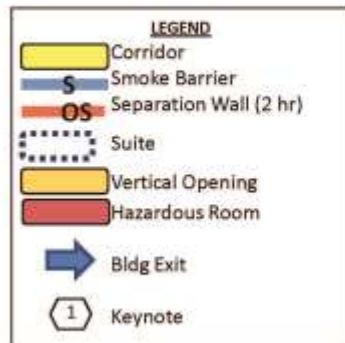 LEGEND
Corridor
S Smoke Barrier
OS Separation Wall (2 hr)
Suite
Vertical Opening
Hazardous Room
Bldg Exit
1 Keynote